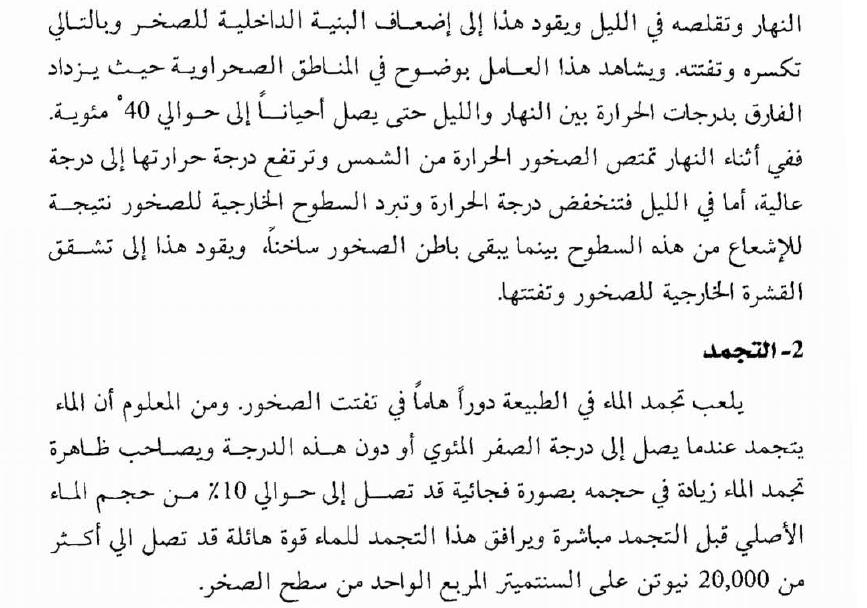 النهار وتقلصه في الليل ويقود هذا إلى إضعاف البنية الداخلية للصخر وبالتالي
تكسره وتفتته. ويشاهد هذا العامل بوضوح في المناطق الصحراوية حيث يزداد
الفارق بدرجات الحرارة بين النهار والليل حتى يصل أحياناً إلى حوالي 40° مئوية.
ففي أثناء النهار تمتص الصخور الحرارة من الشمس وترتفع درجة حرارتها إلى درجة
عالية، أما في الليل فتنخفض درجة الحرارة وتبرد السطوح الخارجية للصخور نتيجة
للإشعاع من هذه السطوح بينما يبقى باطن الصخور ساخناً، ويقود هذا إلى تشقق
القشرة الخارجية للصخور وتفتتها.
2- التجمد
يلعب تجمد الماء في الطبيعة دوراً هاماً في تفتت الصخور. ومن المعلوم أن الماء
يتجمد عندما يصل إلى درجة الصفر المئوي أو دون هذه الدرجة ويصاحب ظاهرة
تجمد الماء زيادة في حجمه بصورة فجائية قد تصل إلى حوالي 10٪ من حجم الماء
الأصلي قبل التجمد مباشرة ويرافق هذا التجمد للماء قوة هائلة قد تصل الي أكثر
من 20,000 نيوتن على السنتميتر المربع الواحد من سطح الصخر.